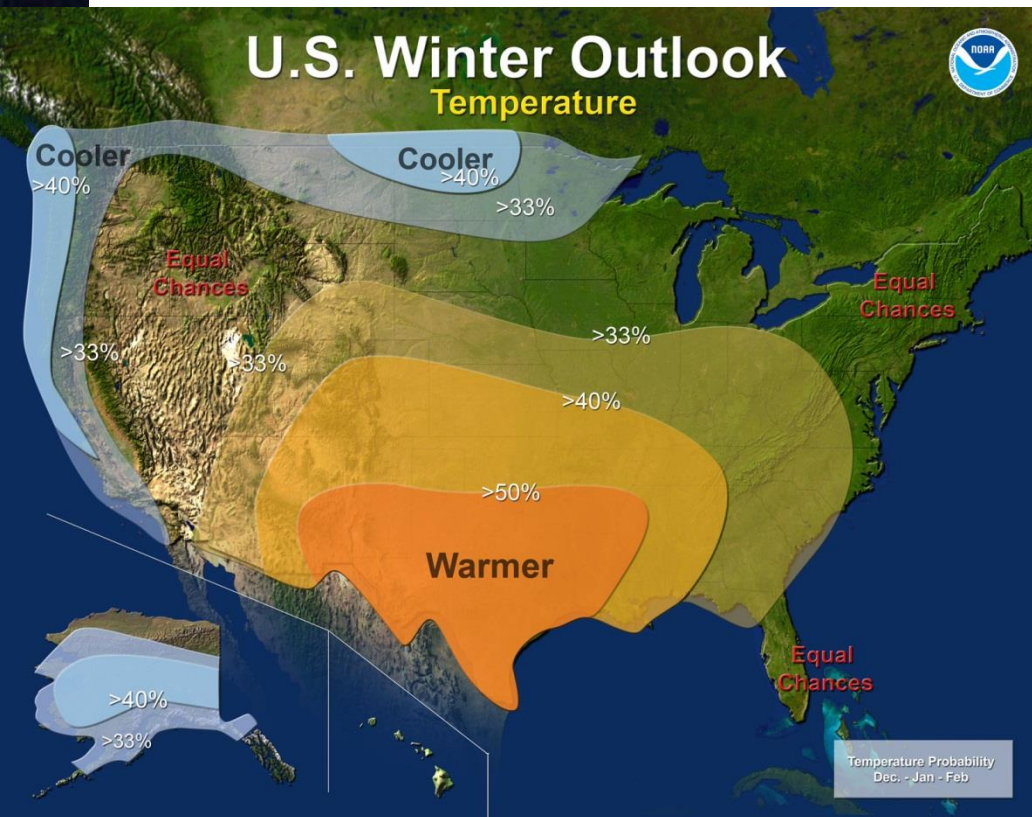 U.S. Winter Outlook
Temperature
NOAA
Cooler
>40%
Cooler
>40%
>33%
Equal
Chances
Equal
Chances
>33%
>33%
>33%
>40%
>50%
Warmer
Equal
Chances
>40%
>33%
Temperature Probability
Dec. - Jan - Feb